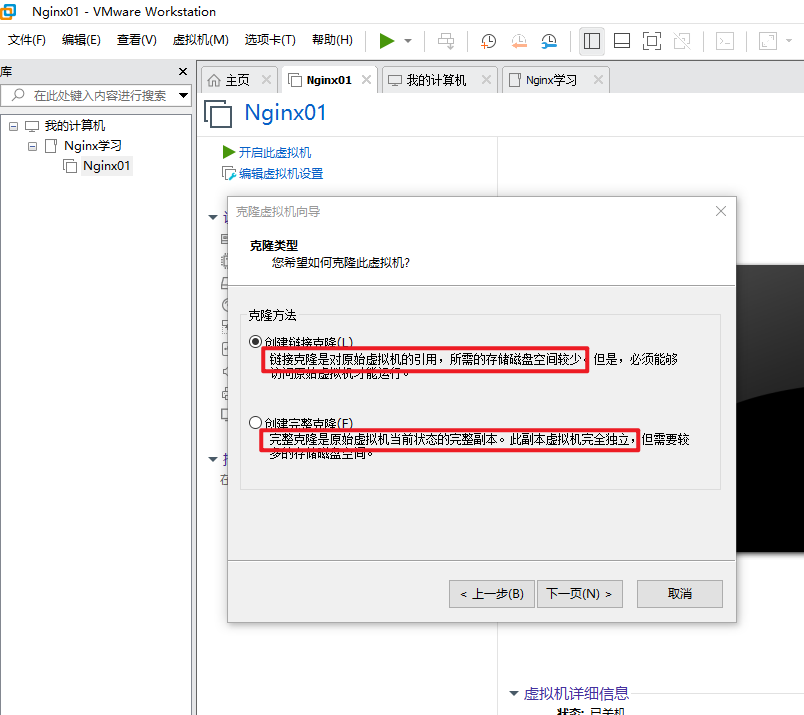 Nginx01 - VMware Workstation
文件(F) 编辑(E) 查看(V) 虚拟机(M) 选项卡(T) 帮助(H)
库
在此处键入内容进行搜索
我的计算机
Nginx学习
Nginx01
主页 Nginx01 我的计算机 Nginx学习
Nginx01
开启此虚拟机
编辑虚拟机设置
克隆虚拟机向导
克隆类型
您希望如何克隆此虚拟机?
克隆方法
创建链接克隆(L)
链接克隆是对原始虚拟机的引用，所需的存储磁盘空间较少。但是，必须能够
访问原始虚拟机才能运行。
创建完整克隆(F)
完整克隆是原始虚拟机当前状态的完整副本。此副本虚拟机完全独立，但需要较
多的存储磁盘空间。
< 上一步(B) 下一页(N) > 取消
虚拟机详细信息
状态: 已关机